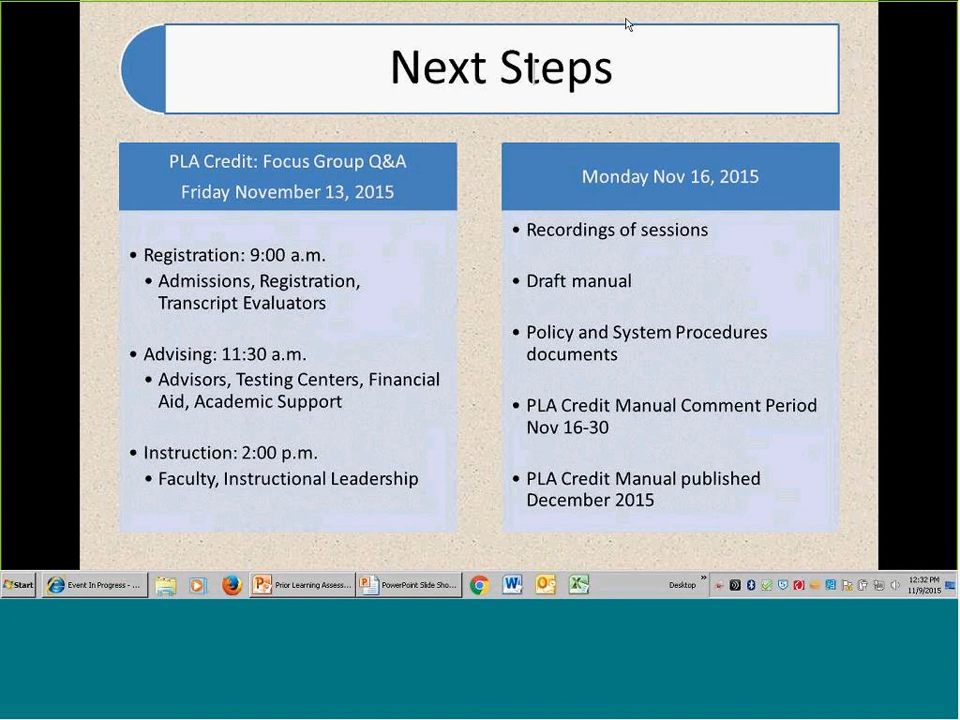 Next Steps
PLA Credit: Focus Group Q&A
Friday November 13, 2015
• Registration: 9:00 a.m.
• Admissions, Registration,
Transcript Evaluators
• Advising: 11:30 a.m.
• Advisors, Testing Centers, Financial
Aid, Academic Support
• Instruction: 2:00 p.m.
• Faculty, Instructional Leadership
Monday Nov 16, 2015
• Recordings of sessions
• Draft manual
• Policy and System Procedures
documents
• PLA Credit Manual Comment Period
Nov 16-30
• PLA Credit Manual published
December 2015
Start
Event In Progress - ...
Prior Learning Assess...
PowerPoint Slide Sho...
Desktop
12:32 PM
11/9/2015